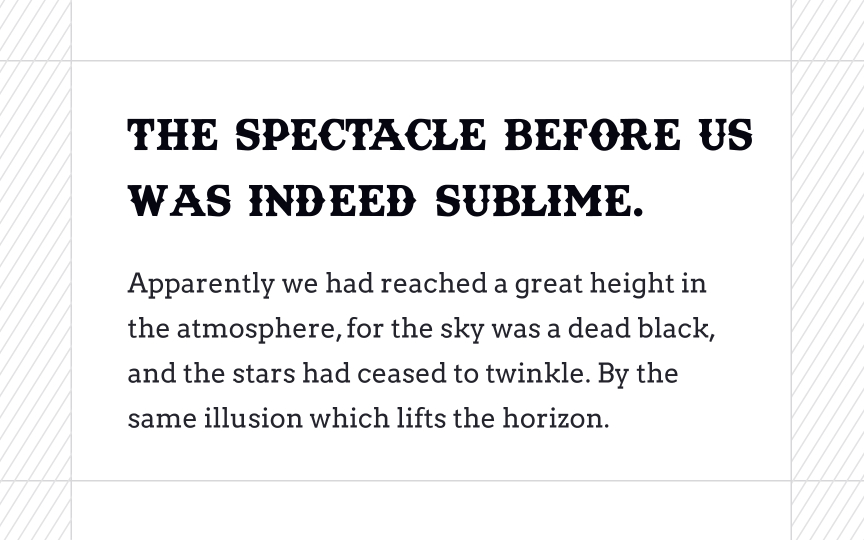 THE SPECTACLE BEFORE US
WAS INDEED SUBLIME.
Apparently we had reached a great height in
the atmosphere, for the sky was a dead black,
and the stars had ceased to twinkle. By the
same illusion which lifts the horizon.